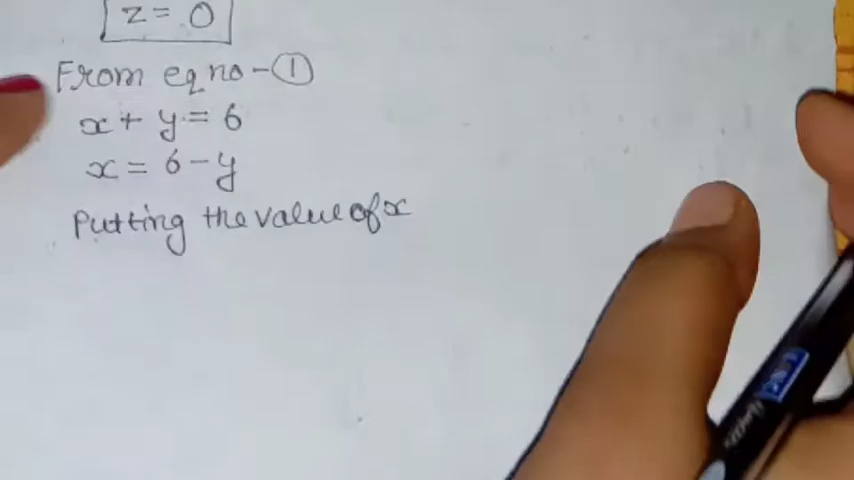 z = 0
From eq no - ①
x + y = 6
x = 6 - y
Putting the value of x